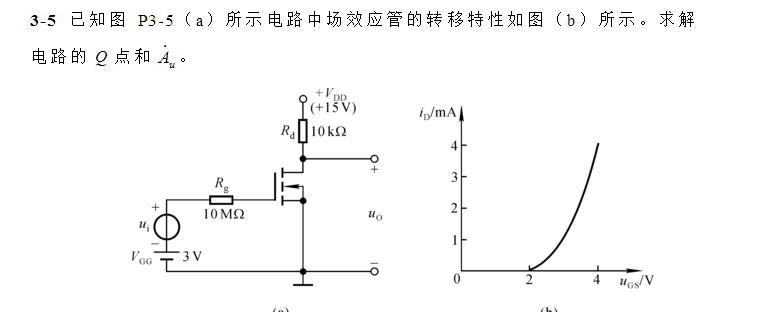 3-5 已知图 P3-5（a）所示电路中场效应管的转移特性如图（b）所示。求解
电路的 Q 点和 Ȧu。
+VDD
(+15V)
Rd 10kΩ
+
Rg
10MΩ
+
ui
−
VGG 3V
uo
−
iD/mA
4
3
2
1
0 2 4 uGS/V